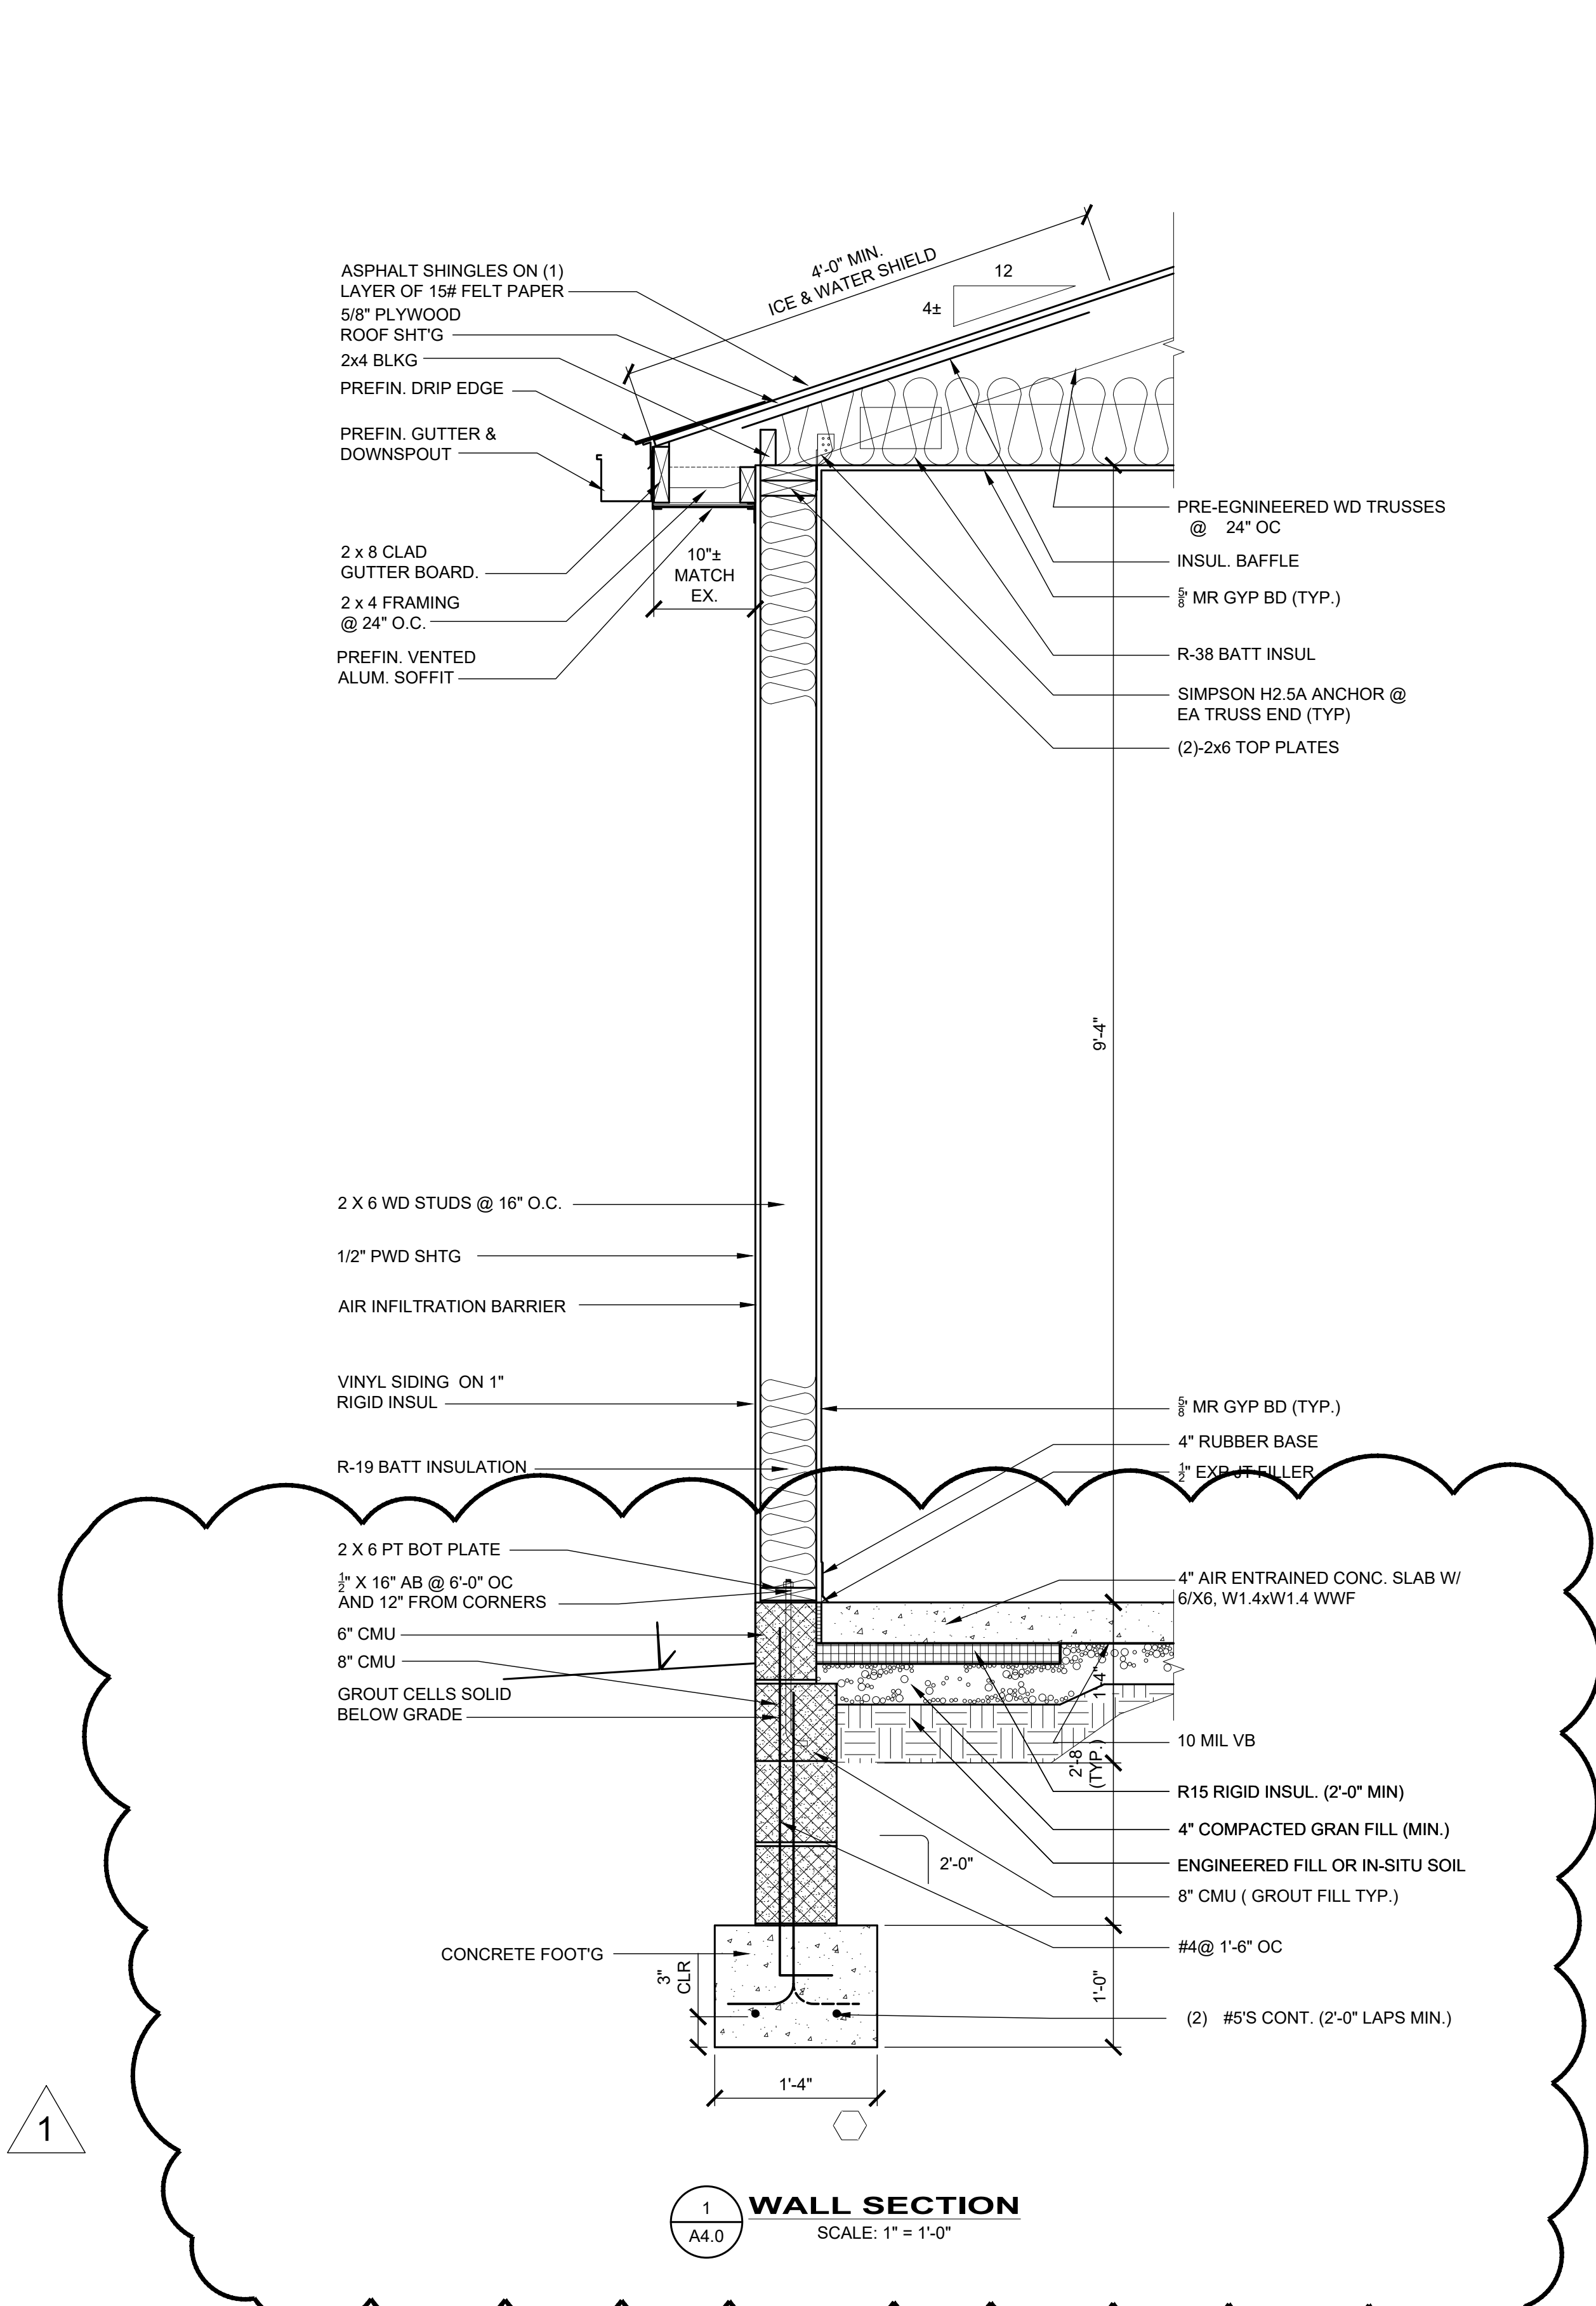 4'-0" MIN.
ICE & WATER SHIELD
12
4±
ASPHALT SHINGLES ON (1)
LAYER OF 15# FELT PAPER
5/8" PLYWOOD
ROOF SHT'G
2x4 BLKG
PREFIN. DRIP EDGE
PREFIN. GUTTER &
DOWNSPOUT
2 x 8 CLAD
GUTTER BOARD.
2 x 4 FRAMING
@ 24" O.C.
PREFIN. VENTED
ALUM. SOFFIT
10"±
MATCH
EX.
PRE-EGNINEERED WD TRUSSES
@ 24" OC
INSUL. BAFFLE
5/8' MR GYP BD (TYP.)
R-38 BATT INSUL
SIMPSON H2.5A ANCHOR @
EA TRUSS END (TYP)
(2)-2x6 TOP PLATES
9'-4"
2 X 6 WD STUDS @ 16" O.C.
1/2" PWD SHTG
AIR INFILTRATION BARRIER
VINYL SIDING ON 1"
RIGID INSUL
R-19 BATT INSULATION
5/8' MR GYP BD (TYP.)
4" RUBBER BASE
1/2" EXP JT FILLER
2 X 6 PT BOT PLATE
1/2" X 16" AB @ 6'-0" OC
AND 12" FROM CORNERS
6" CMU
8" CMU
GROUT CELLS SOLID
BELOW GRADE
4" AIR ENTRAINED CONC. SLAB W/
6/X6, W1.4xW1.4 WWF
1'-4"
2'-8
(TYP.)
10 MIL VB
R15 RIGID INSUL. (2'-0" MIN)
4" COMPACTED GRAN FILL (MIN.)
ENGINEERED FILL OR IN-SITU SOIL
8" CMU ( GROUT FILL TYP.)
2'-0"
#4@ 1'-6" OC
CONCRETE FOOT'G
3"
CLR
1'-0"
(2) #5'S CONT. (2'-0" LAPS MIN.)
1'-4"
1
1
A4.0
WALL SECTION
SCALE: 1" = 1'-0"